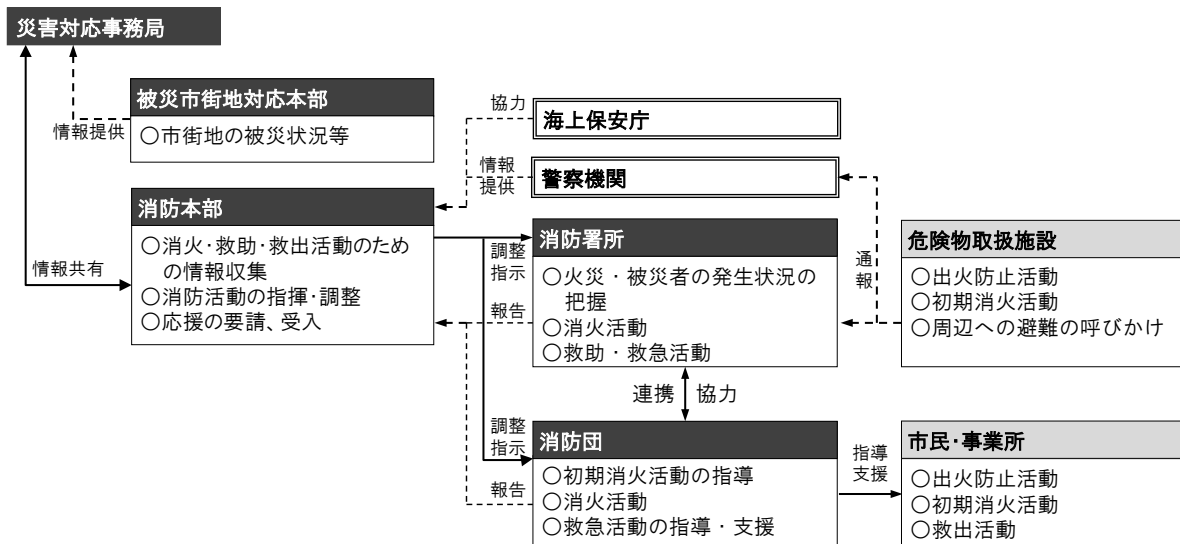 災害対応事務局
被災市街地対応本部
○市街地の被災状況等
情報提供
消防本部
○消火・救助・救出活動のため
の情報収集
○消防活動の指揮・調整
○応援の要請、受入
情報共有
協力
海上保安庁
情報
提供
警察機関
調整
指示
報告
消防署所
○火災・被災者の発生状況の
把握
○消火活動
○救助・救急活動
通
報
危険物取扱施設
○出火防止活動
○初期消火活動
○周辺への避難の呼びかけ
連携
協力
調整
指示
報告
消防団
○初期消火活動の指導
○消火活動
○救急活動の指導・支援
指導
支援
市民・事業所
○出火防止活動
○初期消火活動
○救出活動